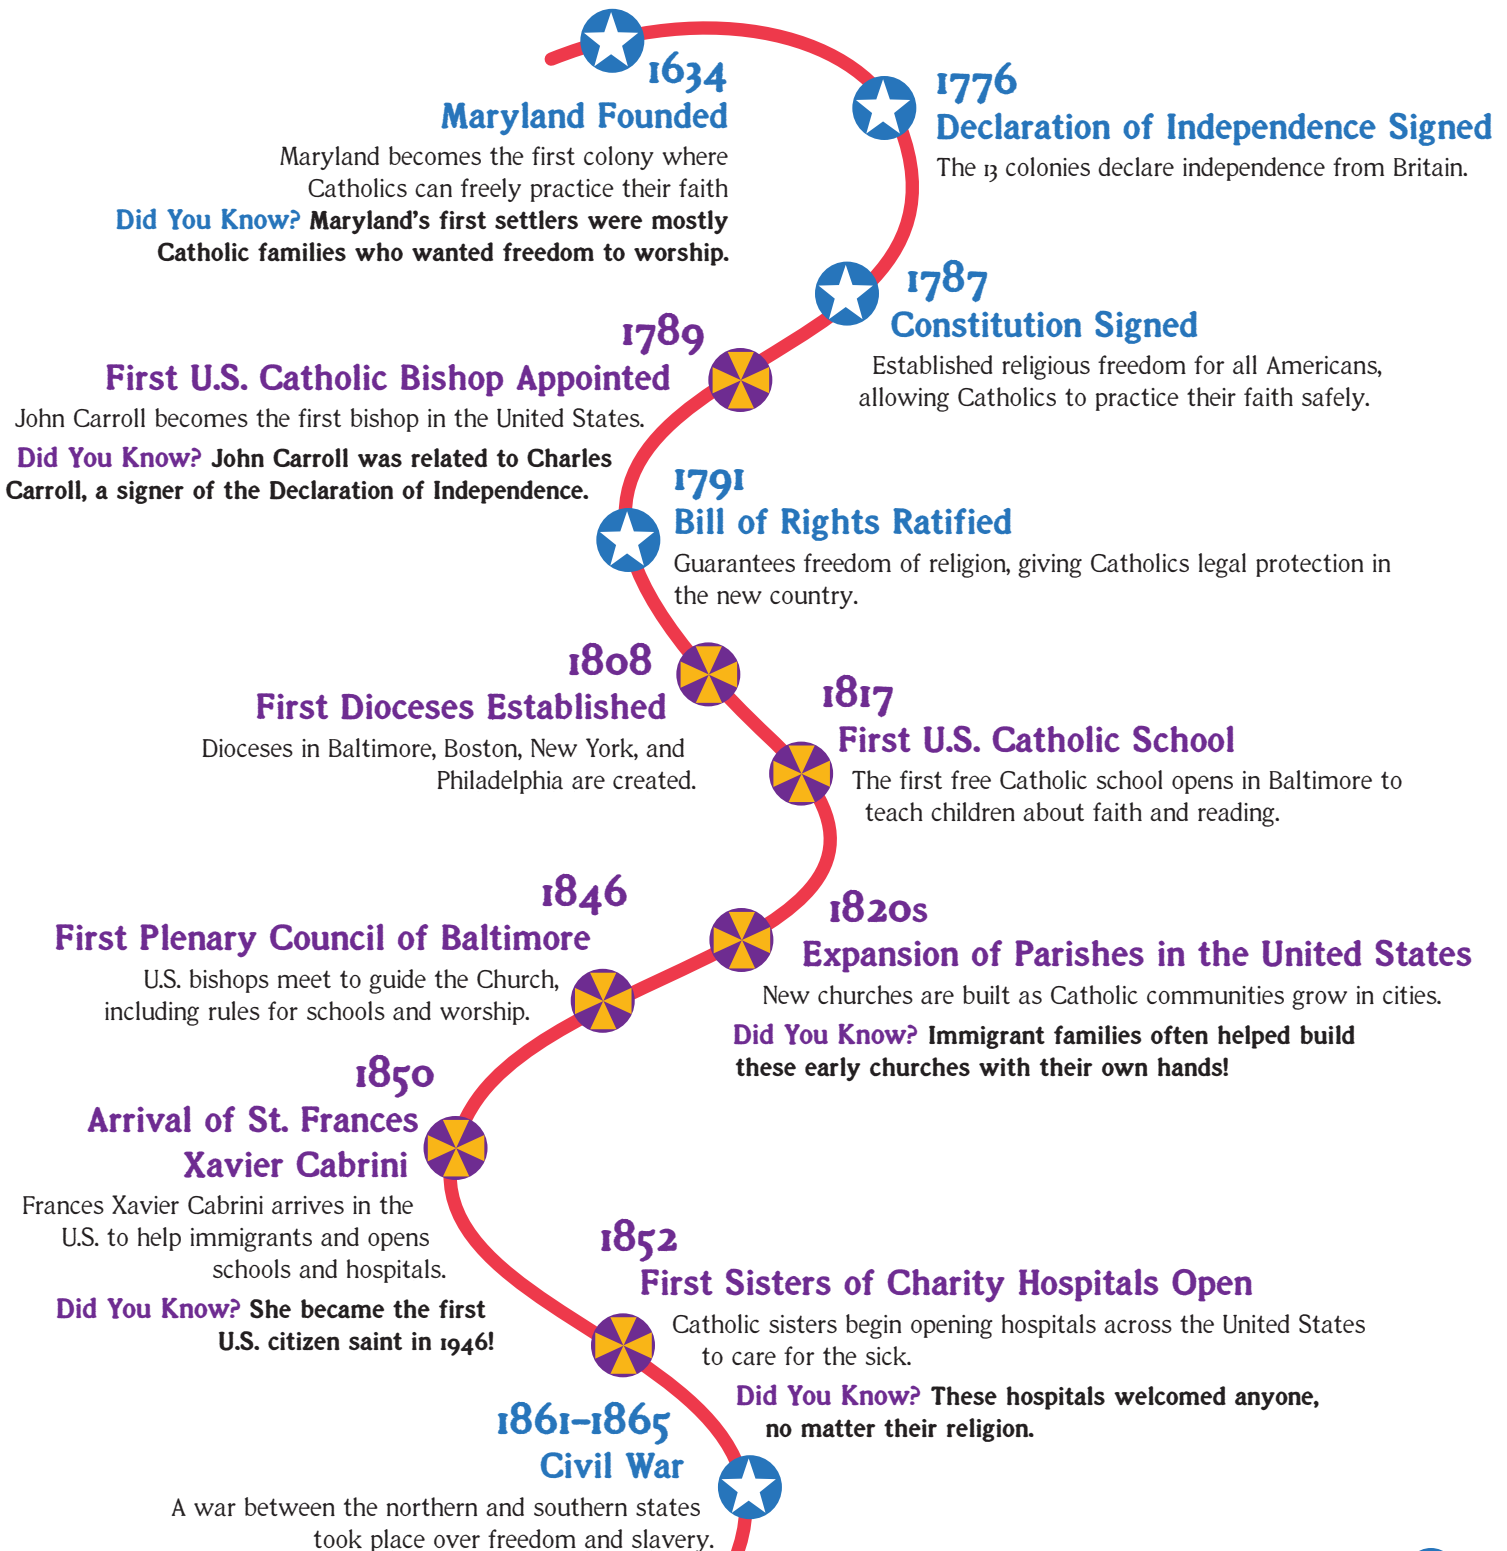 1634
Maryland Founded
Maryland becomes the first colony where
Catholics can freely practice their faith
Did You Know? Maryland's first settlers were mostly
Catholic families who wanted freedom to worship.
1776
Declaration of Independence Signed
The 13 colonies declare independence from Britain.
1787
Constitution Signed
Established religious freedom for all Americans,
allowing Catholics to practice their faith safely.
1789
First U.S. Catholic Bishop Appointed
John Carroll becomes the first bishop in the United States.
Did You Know? John Carroll was related to Charles
Carroll, a signer of the Declaration of Independence.
1791
Bill of Rights Ratified
Guarantees freedom of religion, giving Catholics legal protection in
the new country.
1808
First Dioceses Established
Dioceses in Baltimore, Boston, New York, and
Philadelphia are created.
1817
First U.S. Catholic School
The first free Catholic school opens in Baltimore to
teach children about faith and reading.
1820s
Expansion of Parishes in the United States
New churches are built as Catholic communities grow in cities.
Did You Know? Immigrant families often helped build
these early churches with their own hands!
1846
First Plenary Council of Baltimore
U.S. bishops meet to guide the Church,
including rules for schools and worship.
1850
Arrival of St. Frances
Xavier Cabrini
Frances Xavier Cabrini arrives in the
U.S. to help immigrants and opens
schools and hospitals.
Did You Know? She became the first
U.S. citizen saint in 1946!
1852
First Sisters of Charity Hospitals Open
Catholic sisters begin opening hospitals across the United States
to care for the sick.
Did You Know? These hospitals welcomed anyone,
no matter their religion.
1861–1865
Civil War
A war between the northern and southern states
took place over freedom and slavery.